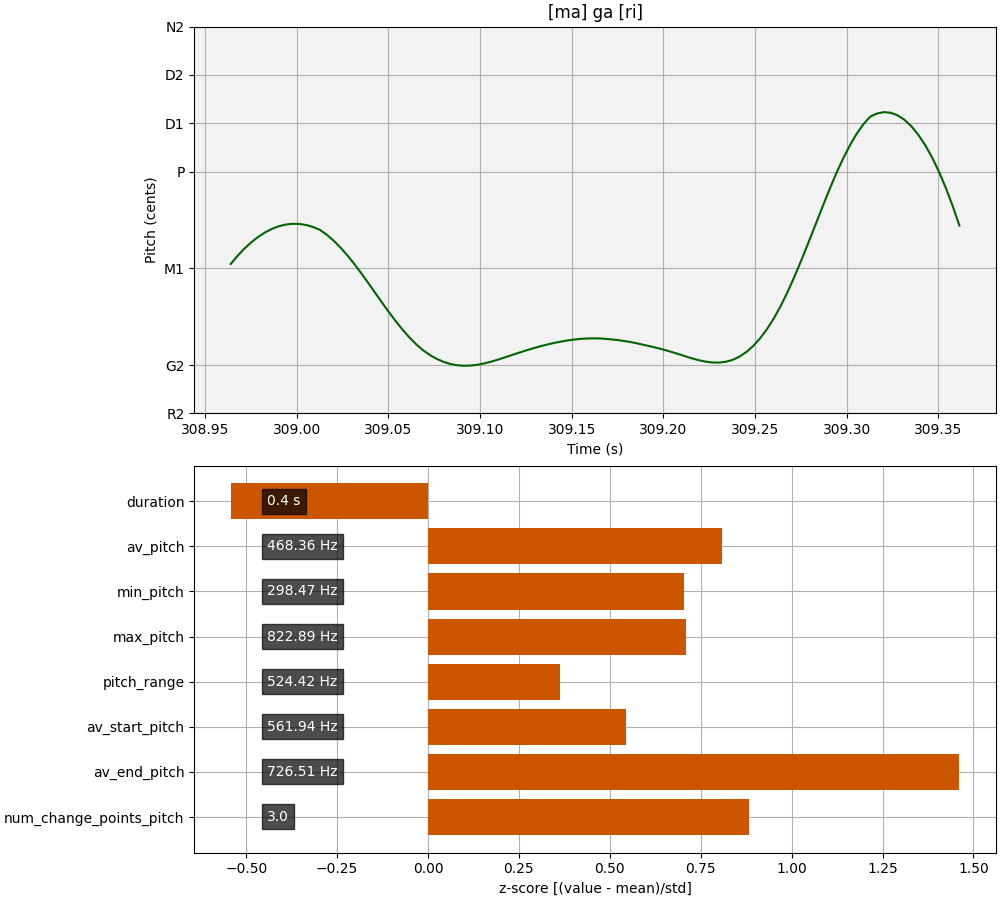 [ma] ga [ri]
N2
D2
D1
P
M1
G2
R2
Pitch (cents)
308.95 309.00 309.05 309.10 309.15 309.20 309.25 309.30 309.35
Time (s)
duration 0.4 s
av_pitch 468.36 Hz
min_pitch 298.47 Hz
max_pitch 822.89 Hz
pitch_range 524.42 Hz
av_start_pitch 561.94 Hz
av_end_pitch 726.51 Hz
num_change_points_pitch 3.0
−0.50 −0.25 0.00 0.25 0.50 0.75 1.00 1.25 1.50
z-score [(value - mean)/std]